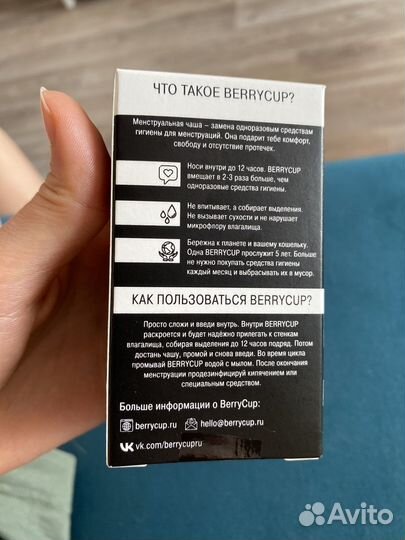 ЧТО ТАКОЕ BERRYCUP?
Менструальная чаша – замена одноразовым средствам
гигиены для менструаций. Она подарит тебе комфорт,
свободу и отсутствие протечек.
Носи внутри до 12 часов. BERRYCUP
вмещает в 2-3 раза больше, чем
одноразовые средства гигиены.
Не впитывает, а собирает выделения.
Не вызывает сухости и не нарушает
микрофлору влагалища.
Бережна к планете и вашему кошельку.
Одна BERRYCUP прослужит 5 лет. Больше
не нужно покупать средства гигиены
каждый месяц и выбрасывать их в мусор.
КАК ПОЛЬЗОВАТЬСЯ BERRYCUP?
Просто сложи и введи внутрь. Внутри BERRYCUP
раскроется и будет надёжно прилегать к стенкам
влагалища, собирая выделения до 12 часов подряд. Потом
достань чашу, промой и снова введи. Во время цикла
промывай BERRYCUP водой с мылом. После окончания
менструации продезинфицируй кипячением или
специальным средством.
Больше информации о BerryCup:
berrycup.ru hello@berrycup.ru
vk.com/berrycupru
Avito